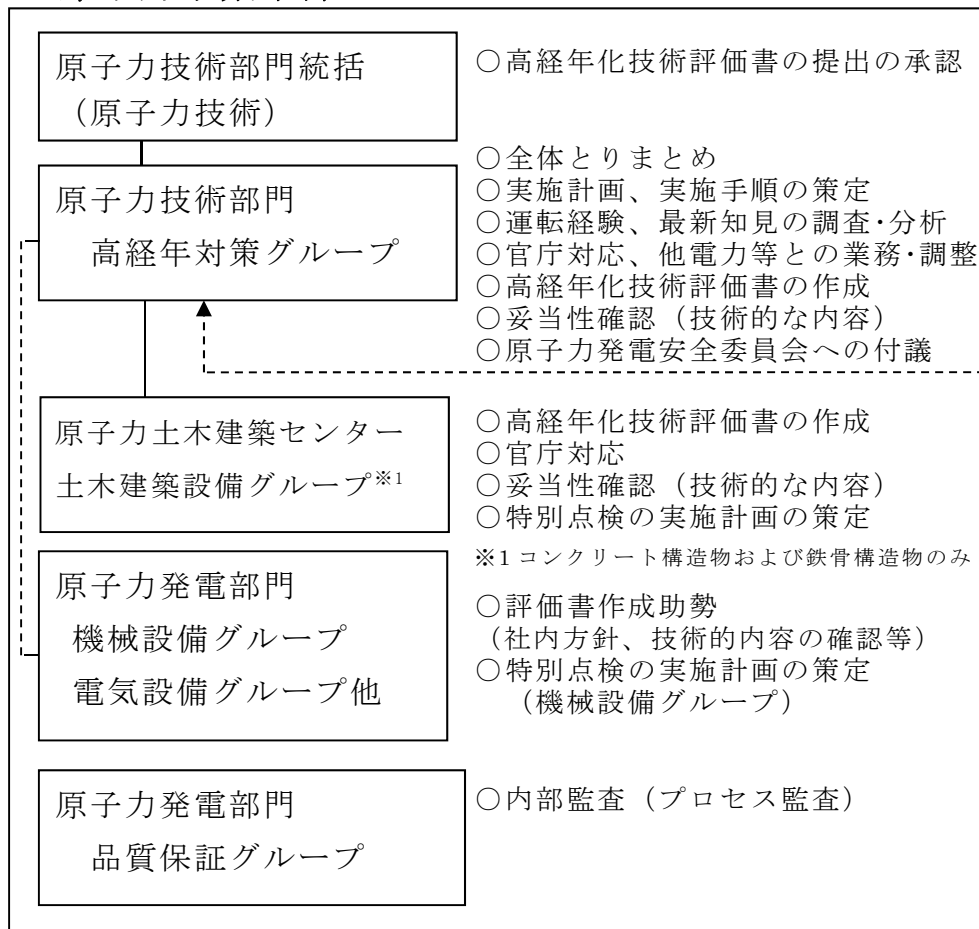 原子力技術部門統括
（原子力技術）
○高経年化技術評価書の提出の承認
原子力技術部門
高経年対策グループ
○全体とりまとめ
○実施計画、実施手順の策定
○運転経験、最新知見の調査･分析
○官庁対応、他電力等との業務･調整
○高経年化技術評価書の作成
○妥当性確認（技術的な内容）
○原子力発電安全委員会への付議
原子力土木建築センター
土木建築設備グループ※1
○高経年化技術評価書の作成
○官庁対応
○妥当性確認（技術的な内容）
○特別点検の実施計画の策定
※1 コンクリート構造物および鉄骨構造物のみ
原子力発電部門
機械設備グループ
電気設備グループ他
○評価書作成助勢
（社内方針、技術的内容の確認等）
○特別点検の実施計画の策定
（機械設備グループ）
原子力発電部門
品質保証グループ
○内部監査（プロセス監査）